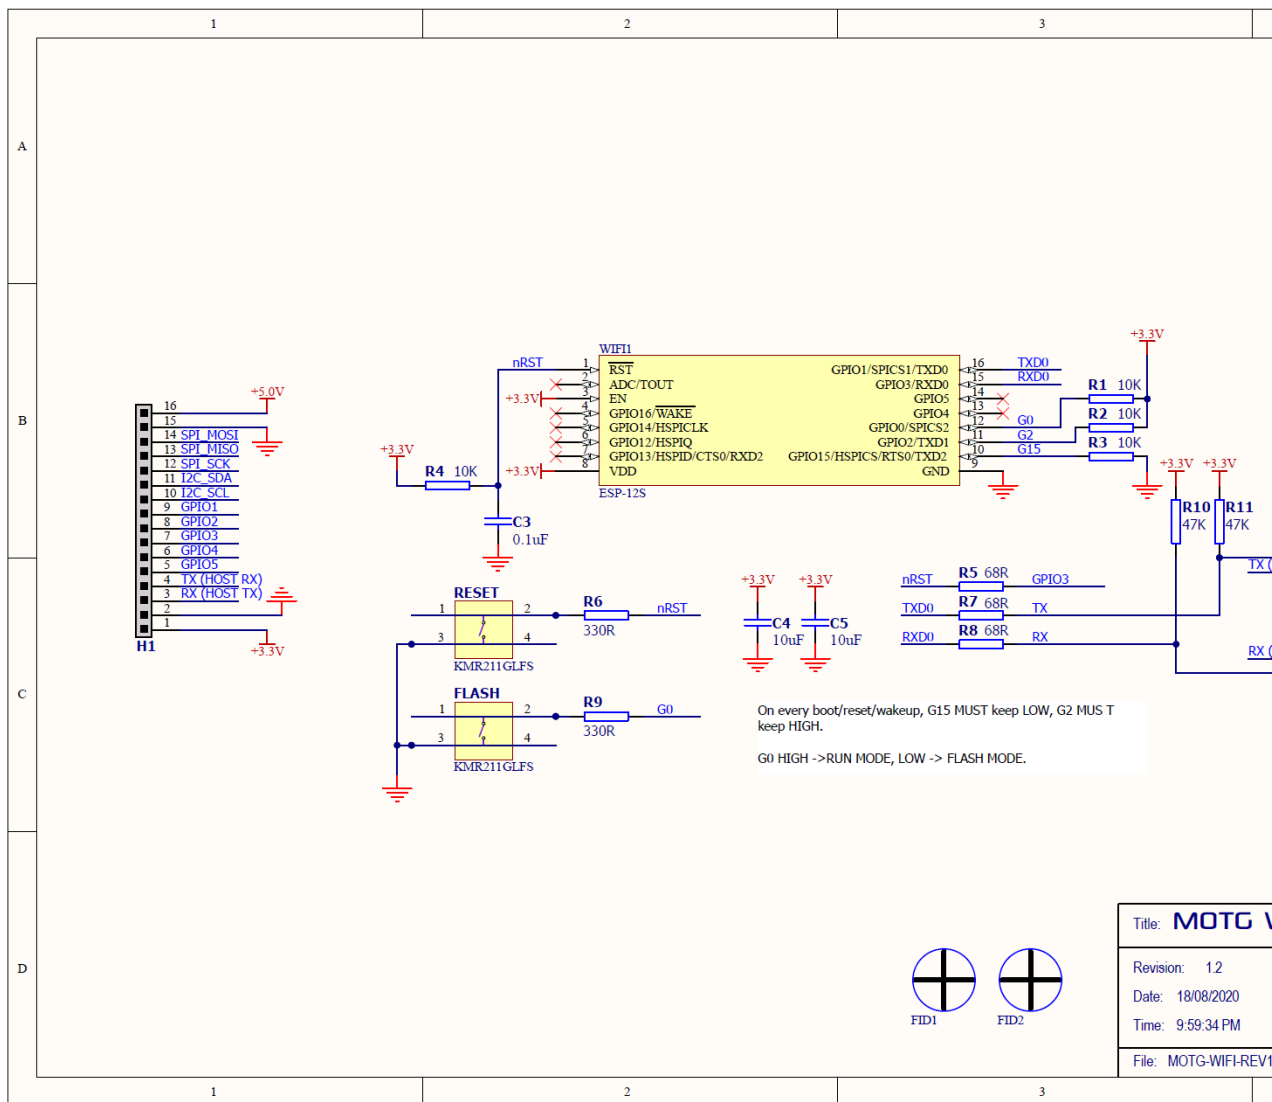 1 2 3
A
B
C
D
H1
16 +5.0V
15
14 SPI_MOSI
13 SPI_MISO
12 SPI_SCK
11 I2C_SDA
10 I2C_SCL
9 GPIO1
8 GPIO2
7 GPIO3
6 GPIO4
5 GPIO5
4 TX (HOST RX)
3 RX (HOST TX)
2
1 +3.3V
+3.3V
R4 10K
C3
0.1uF
nRST
+3.3V
+3.3V
WIFI1
1 RST
2 ADC/TOUT
3 EN
4 GPIO16/WAKE
5 GPIO14/HSPICLK
6 GPIO12/HSPIQ
7 GPIO13/HSPID/CTS0/RXD2
8 VDD
GPIO1/SPICS1/TXD0 16 TXD0
GPIO3/RXD0 15 RXD0
GPIO5 14
GPIO4 13
GPIO0/SPICS2 12 G0
GPIO2/TXD1 11 G2
GPIO15/HSPICS/RTS0/TXD2 10 G15
GND 9
ESP-12S
+3.3V
R1 10K
R2 10K
R3 10K
+3.3V +3.3V
R10 R11
47K 47K
TX (
RX (
RESET
1 2
3 4
KMR211GLFS
R6
330R
nRST
FLASH
1 2
3 4
KMR211GLFS
R9
330R
G0
+3.3V +3.3V
C4 C5
10uF 10uF
nRST R5 68R GPIO3
TXD0 R7 68R TX
RXD0 R8 68R RX
On every boot/reset/wakeup, G15 MUST keep LOW, G2 MUS T
keep HIGH.
G0 HIGH ->RUN MODE, LOW -> FLASH MODE.
FID1 FID2
Title: MOTG W
Revision: 1.2
Date: 18/08/2020
Time: 9:59:34 PM
File: MOTG-WIFI-REV1
1 2 3